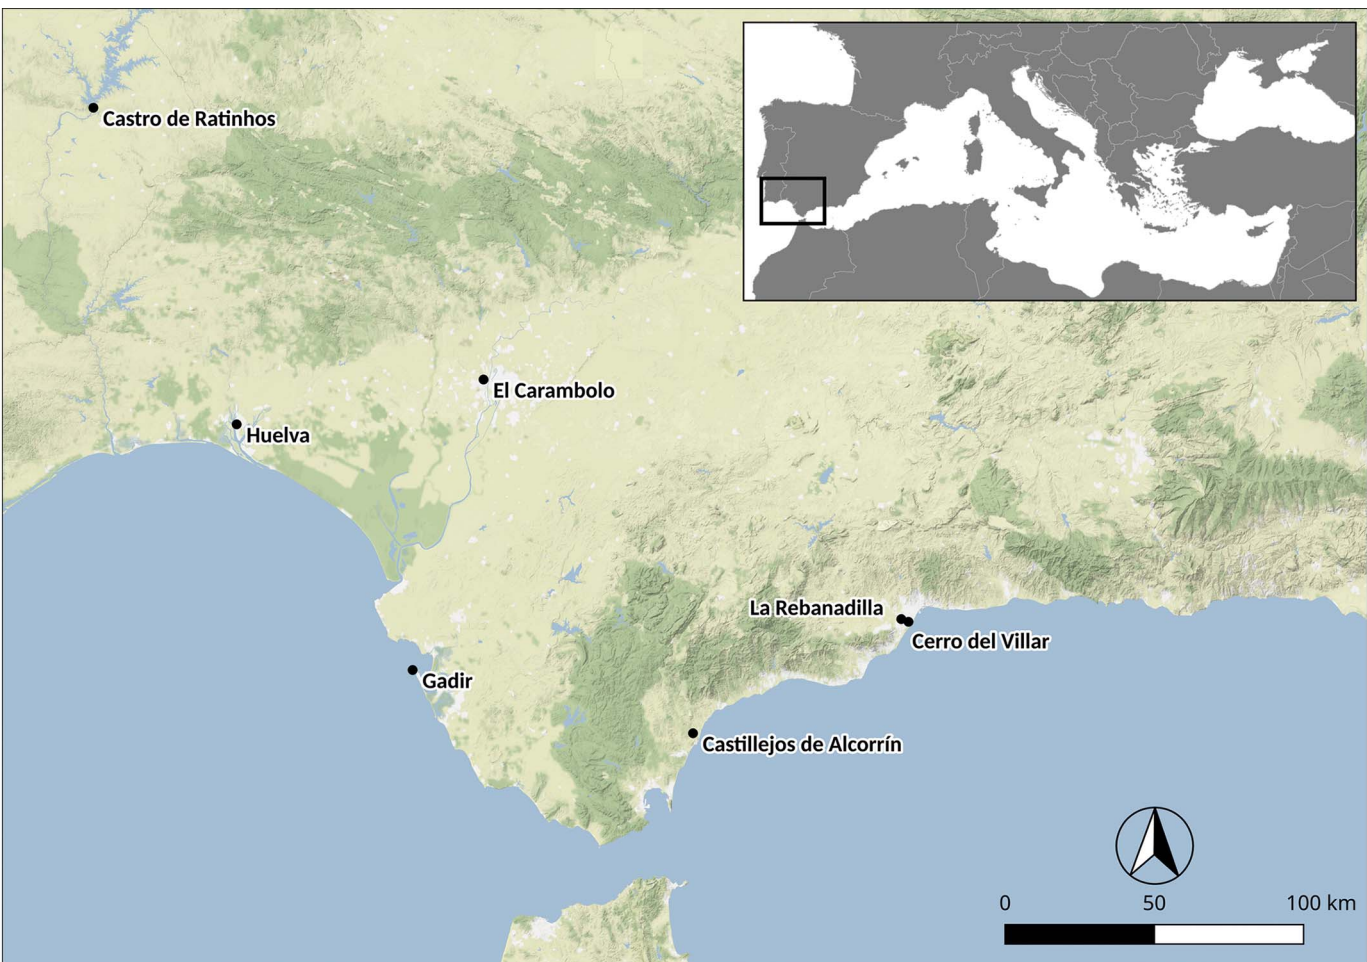 Castro de Ratinhos
El Carambolo
Huelva
La Rebanadilla
Cerro del Villar
Gadir
Castillejos de Alcorrín
0 50 100 km